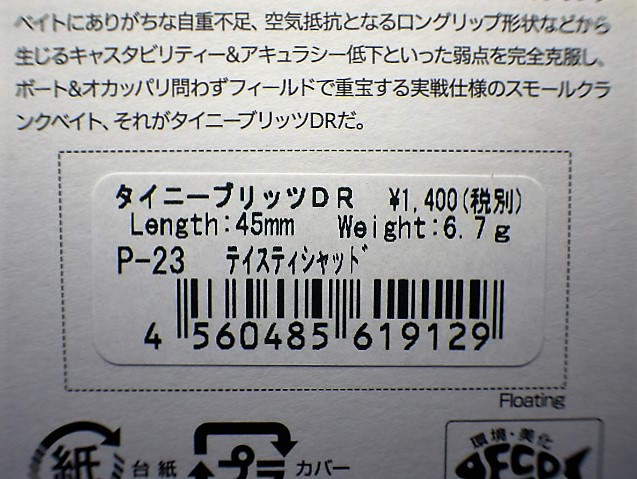 ベイトにありがちな自重不足、空気抵抗となるロングリップ形状などから
生じるキャスタビリティー&アキュラシー低下といった弱点を完全克服し。
ボート&オカッパリ問わずフィールドで重宝する実戦仕様のスモールクラ
ンクベイト、それがタイニーブリッツDRだ。
タイニーブリッツDR ¥1,400(税別)
Length:45mm Weight:6.7g
P-23 テイスティシャッド
4 560485 619129
Floating
紙 台紙 プラ カバー
環境・美化